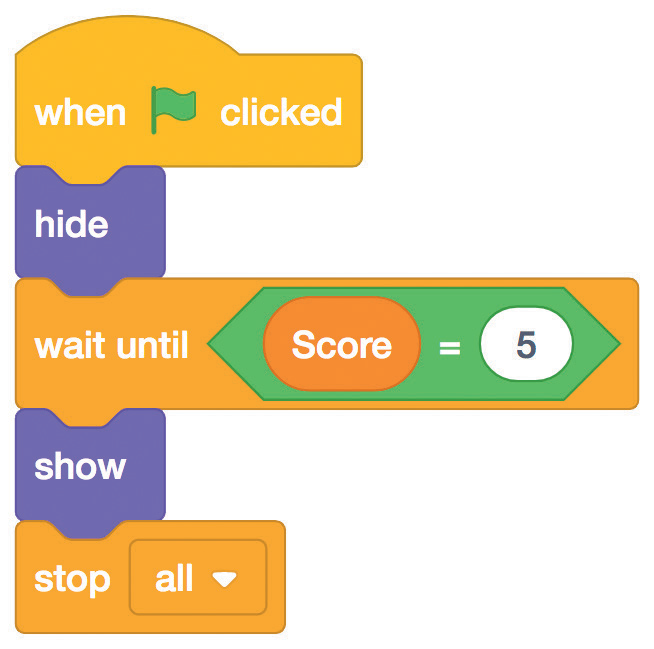 when clicked
hide
wait until Score = 5
show
stop all